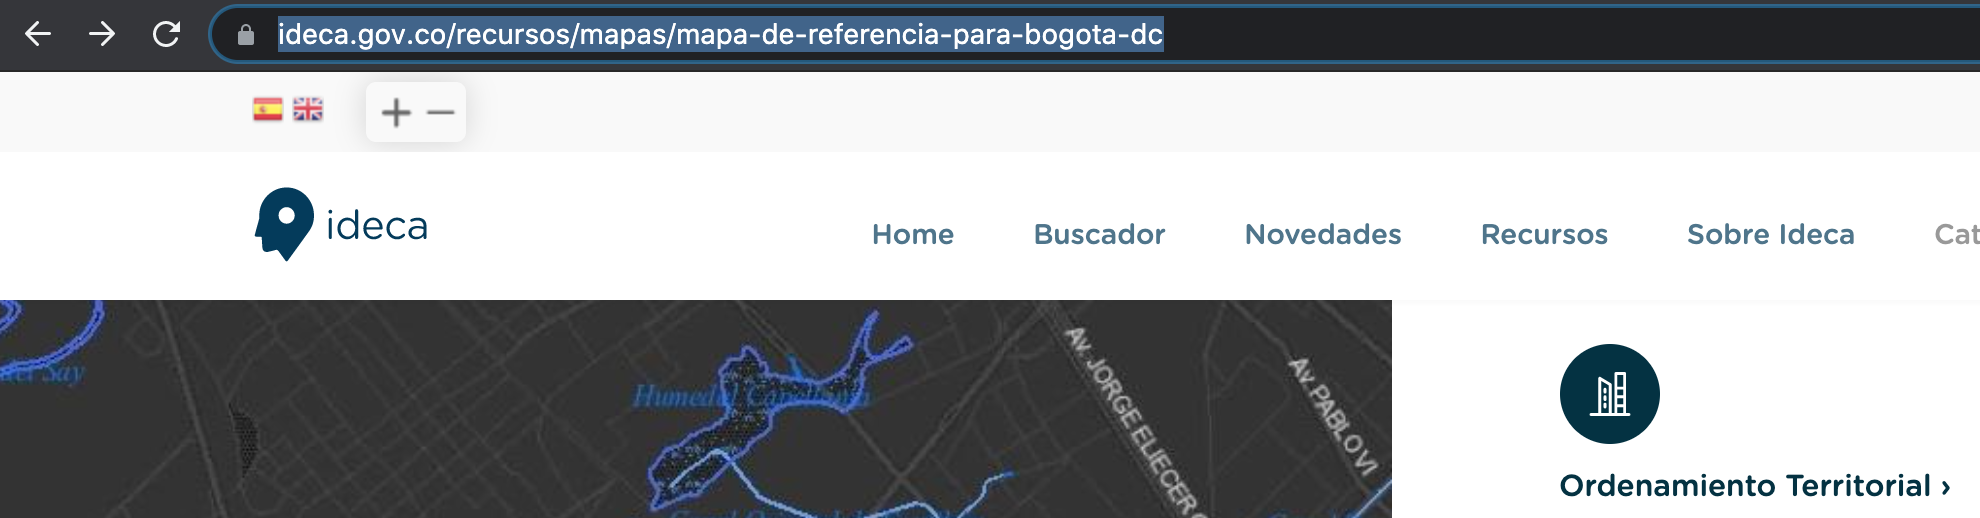 ideca.gov.co/recursos/mapas/mapa-de-referencia-para-bogota-dc
ideca
Home Buscador Novedades Recursos Sobre Ideca Cat
Say
Humedal Capellanía
Av. JORGE ELIECER G
Av. PABLO VI
Ordenamiento Territorial ›